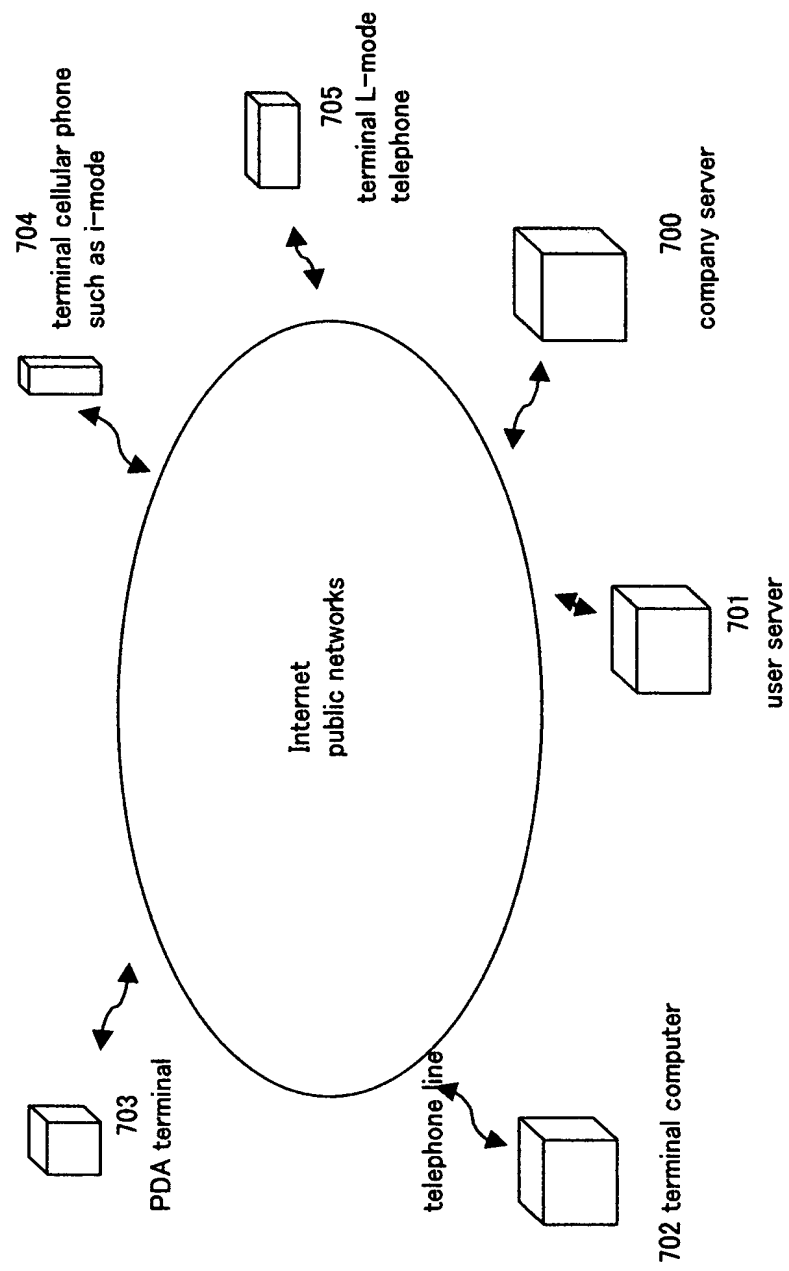 703
PDA terminal
704
terminal cellular phone
such as i-mode
705
terminal L-mode
telephone
Internet
public networks
telephone line
702 terminal computer
701
user server
700
company server